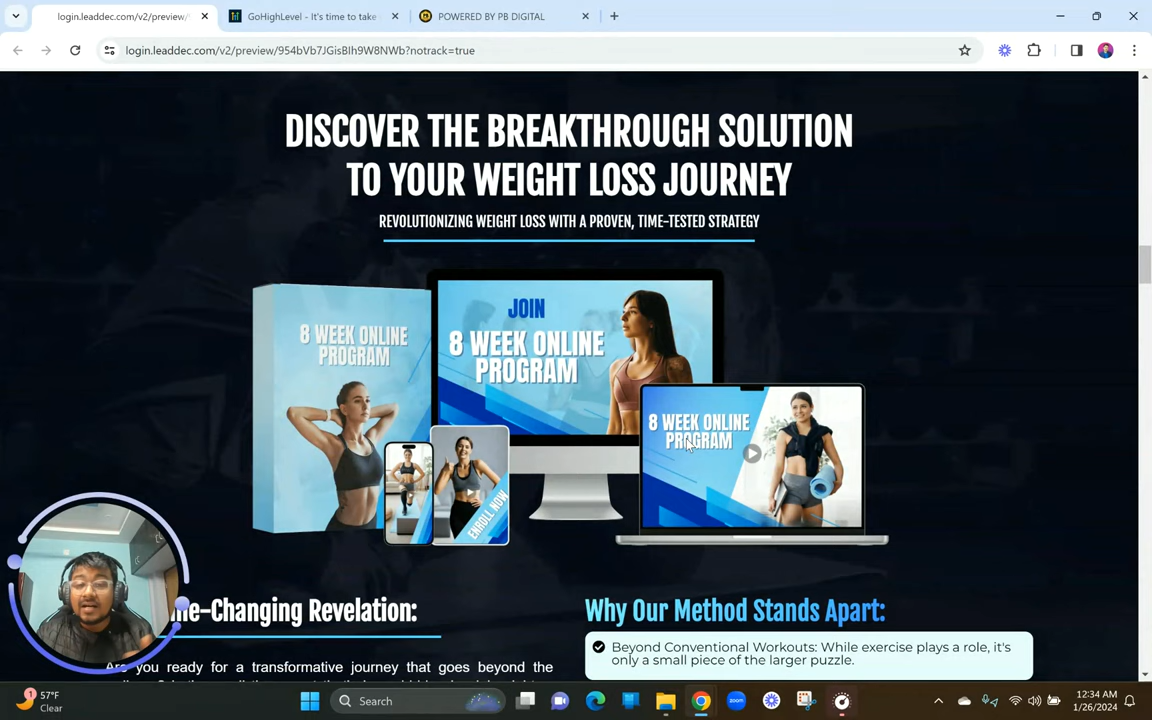 login.leaddec.com/v2/preview/
GoHighLevel - It's time to take
POWERED BY PB DIGITAL
login.leaddec.com/v2/preview/954bVb7JGisBIh9W8NWb?notrack=true
DISCOVER THE BREAKTHROUGH SOLUTION
TO YOUR WEIGHT LOSS JOURNEY
REVOLUTIONIZING WEIGHT LOSS WITH A PROVEN, TIME-TESTED STRATEGY
8 WEEK ONLINE
PROGRAM
JOIN
8 WEEK ONLINE
PROGRAM
8 WEEK ONLINE
PROGRAM
ENROLL NOW
me-Changing Revelation:
Are you ready for a transformative journey that goes beyond the
Why Our Method Stands Apart:
Beyond Conventional Workouts: While exercise plays a role, it's
only a small piece of the larger puzzle.
1
57°F
Clear
Search
12:34 AM
1/26/2024